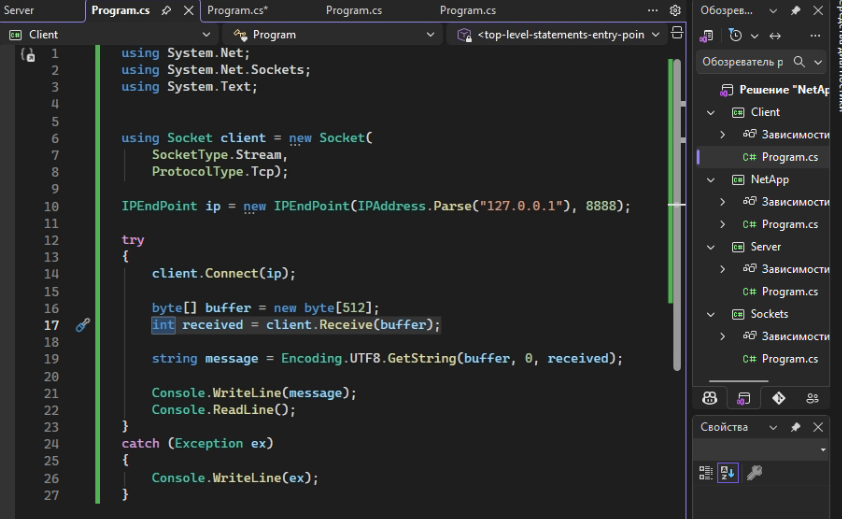 Server
Program.cs
Program.cs*
Program.cs
Program.cs
Обозрев...
Client
Program
<top-level-statements-entry-poin
1 using System.Net;
2 using System.Net.Sockets;
3 using System.Text;
4
5
6 using Socket client = new Socket(
7 SocketType.Stream,
8 ProtocolType.Tcp);
9
10 IPEndPoint ip = new IPEndPoint(IPAddress.Parse("127.0.0.1"), 8888);
11
12 try
13 {
14 client.Connect(ip);
15
16 byte[] buffer = new byte[512];
17 int received = client.Receive(buffer);
18
19 string message = Encoding.UTF8.GetString(buffer, 0, received);
20
21 Console.WriteLine(message);
22 Console.ReadLine();
23 }
24 catch (Exception ex)
25 {
26 Console.WriteLine(ex);
27 }
Обозреватель р
Решение "NetAp
C# Client
Зависимости
C# Program.cs
C# NetApp
Зависимости
C# Program.cs
C# Server
Зависимости
C# Program.cs
C# Sockets
Зависимости
C# Program.cs
Свойства